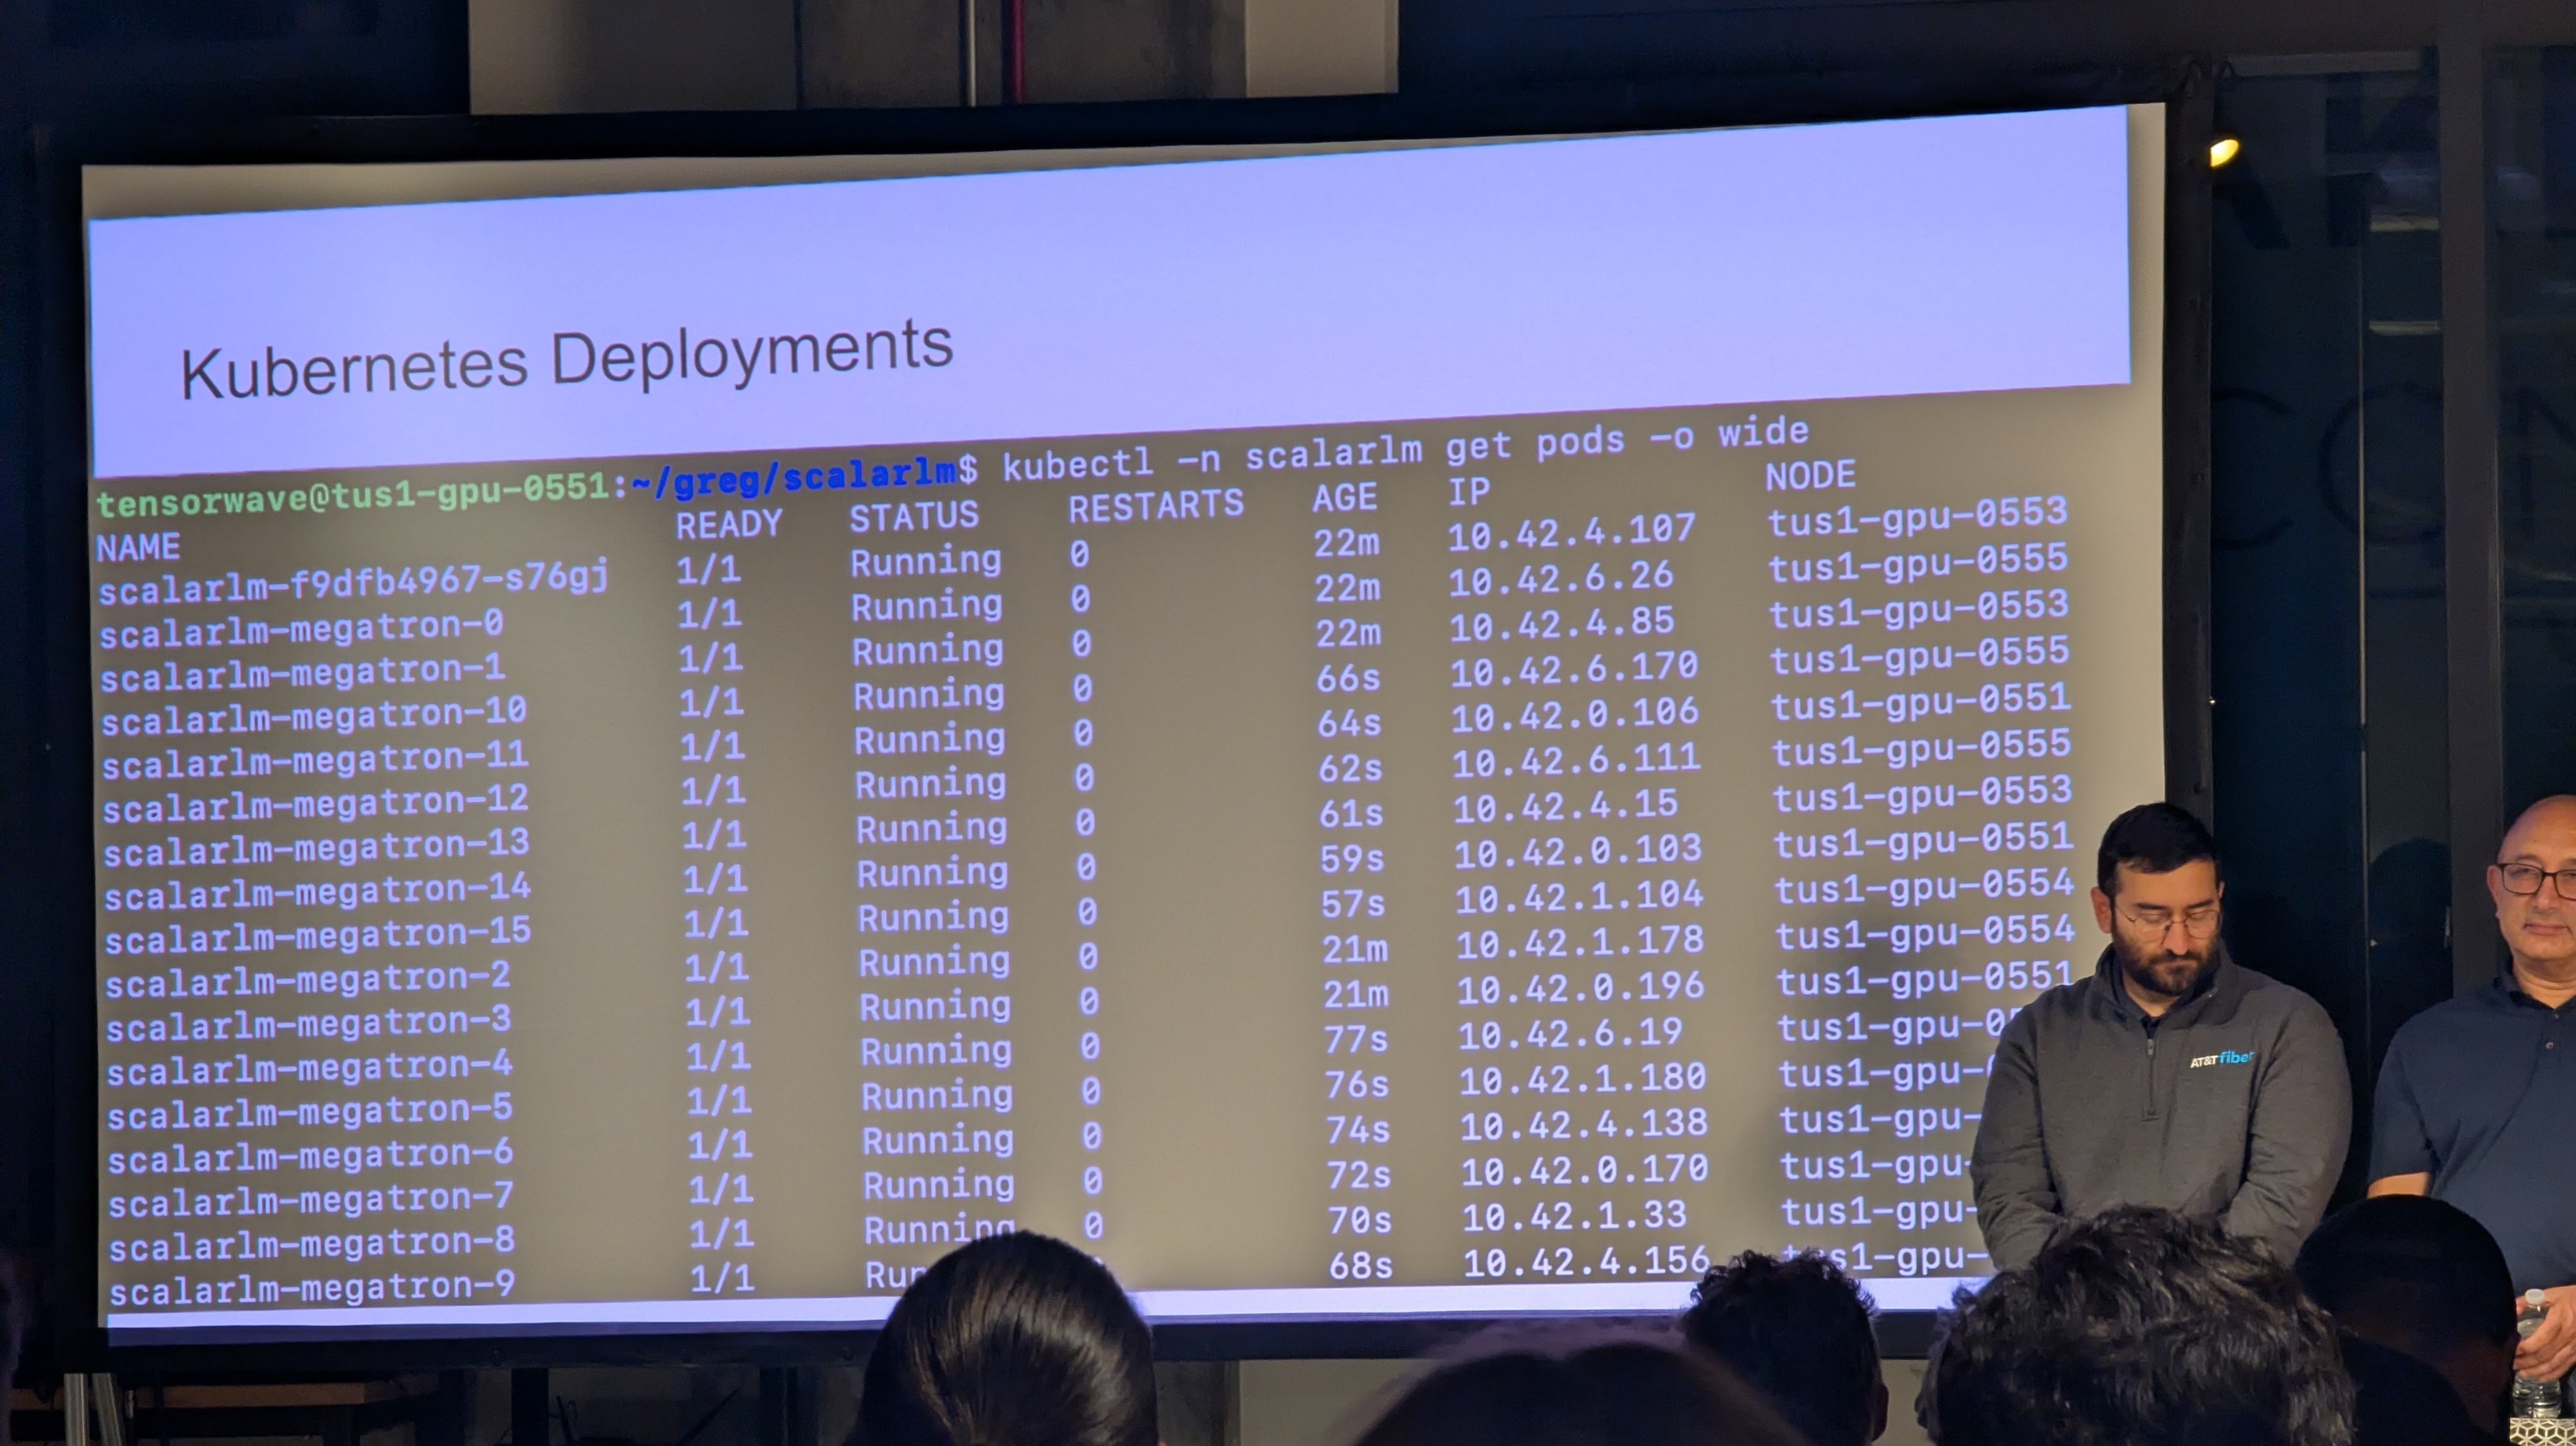 Kubernetes Deployments
tensorwave@tus1-gpu-0551:~/greg/scalarlm$ kubectl -n scalarlm get pods -o wide
NAME READY STATUS RESTARTS AGE IP NODE
scalarlm-f9dfb4967-s76gj 1/1 Running 0 22m 10.42.4.107 tus1-gpu-0553
scalarlm-megatron-0 1/1 Running 0 22m 10.42.6.26 tus1-gpu-0555
scalarlm-megatron-1 1/1 Running 0 22m 10.42.4.85 tus1-gpu-0553
scalarlm-megatron-10 1/1 Running 0 66s 10.42.6.170 tus1-gpu-0555
scalarlm-megatron-11 1/1 Running 0 64s 10.42.0.106 tus1-gpu-0551
scalarlm-megatron-12 1/1 Running 0 62s 10.42.6.111 tus1-gpu-0555
scalarlm-megatron-13 1/1 Running 0 61s 10.42.4.15 tus1-gpu-0553
scalarlm-megatron-14 1/1 Running 0 59s 10.42.0.103 tus1-gpu-0551
scalarlm-megatron-15 1/1 Running 0 57s 10.42.1.104 tus1-gpu-0554
scalarlm-megatron-2 1/1 Running 0 21m 10.42.1.178 tus1-gpu-0554
scalarlm-megatron-3 1/1 Running 0 21m 10.42.0.196 tus1-gpu-0551
scalarlm-megatron-4 1/1 Running 0 77s 10.42.6.19 tus1-gpu-0
scalarlm-megatron-5 1/1 Running 0 76s 10.42.1.180 tus1-gpu-
scalarlm-megatron-6 1/1 Running 0 74s 10.42.4.138 tus1-gpu-
scalarlm-megatron-7 1/1 Running 0 72s 10.42.0.170 tus1-gpu-
scalarlm-megatron-8 1/1 Running 0 70s 10.42.1.33 tus1-gpu-
scalarlm-megatron-9 1/1 Ru 68s 10.42.4.156 tus1-gpu-
AT&T fiber